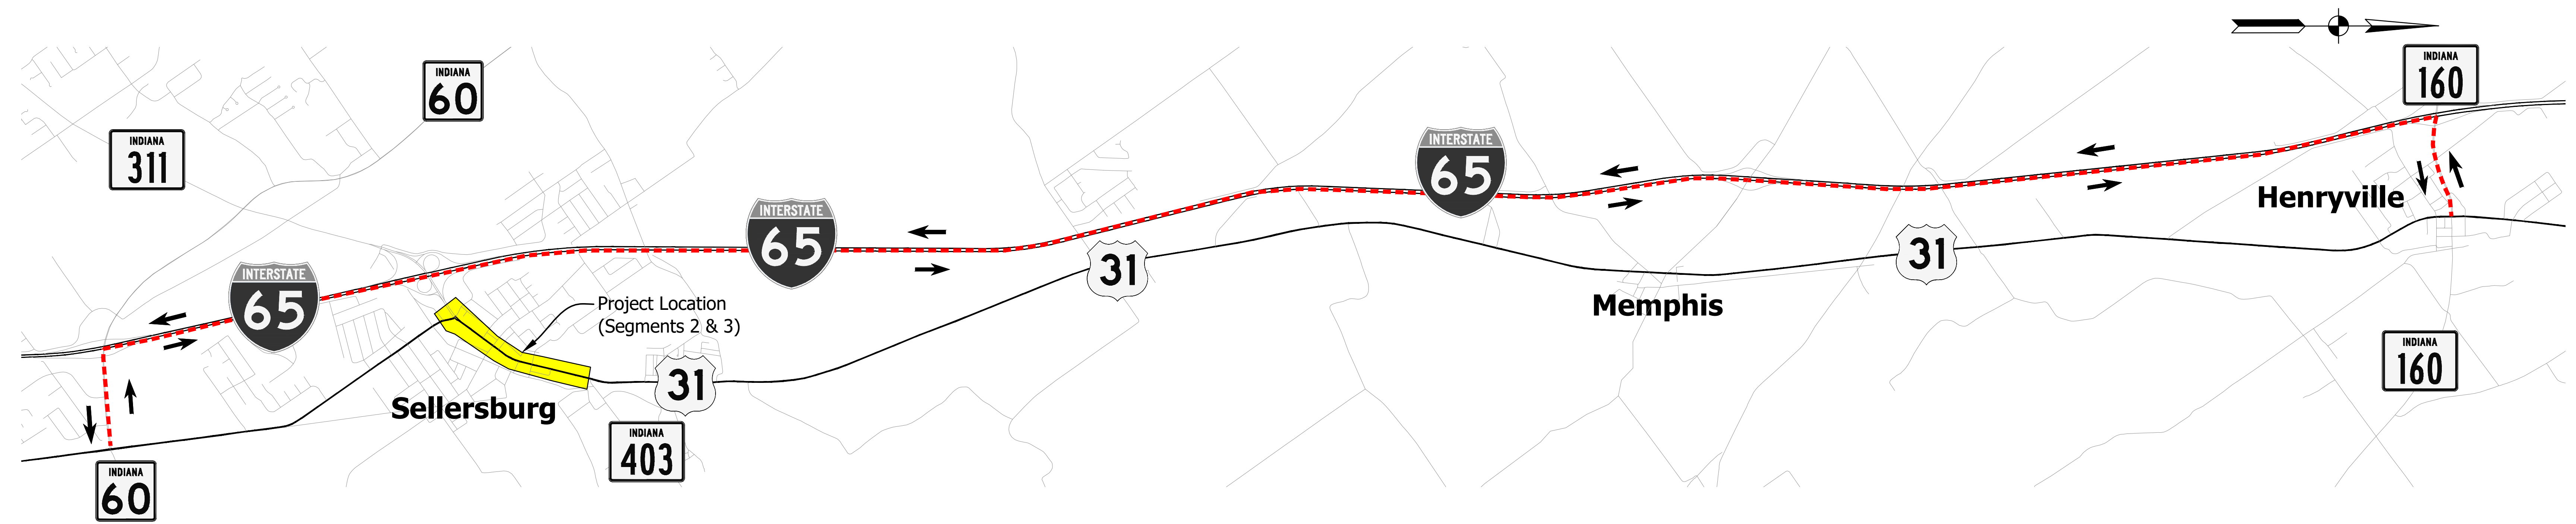 INDIANA
160
INDIANA
60
INDIANA
311
INTERSTATE
65
Henryville
INTERSTATE
65
31
31
INTERSTATE
65
Project Location
(Segments 2 & 3)
Memphis
INDIANA
160
31
Sellersburg
INDIANA
403
INDIANA
60